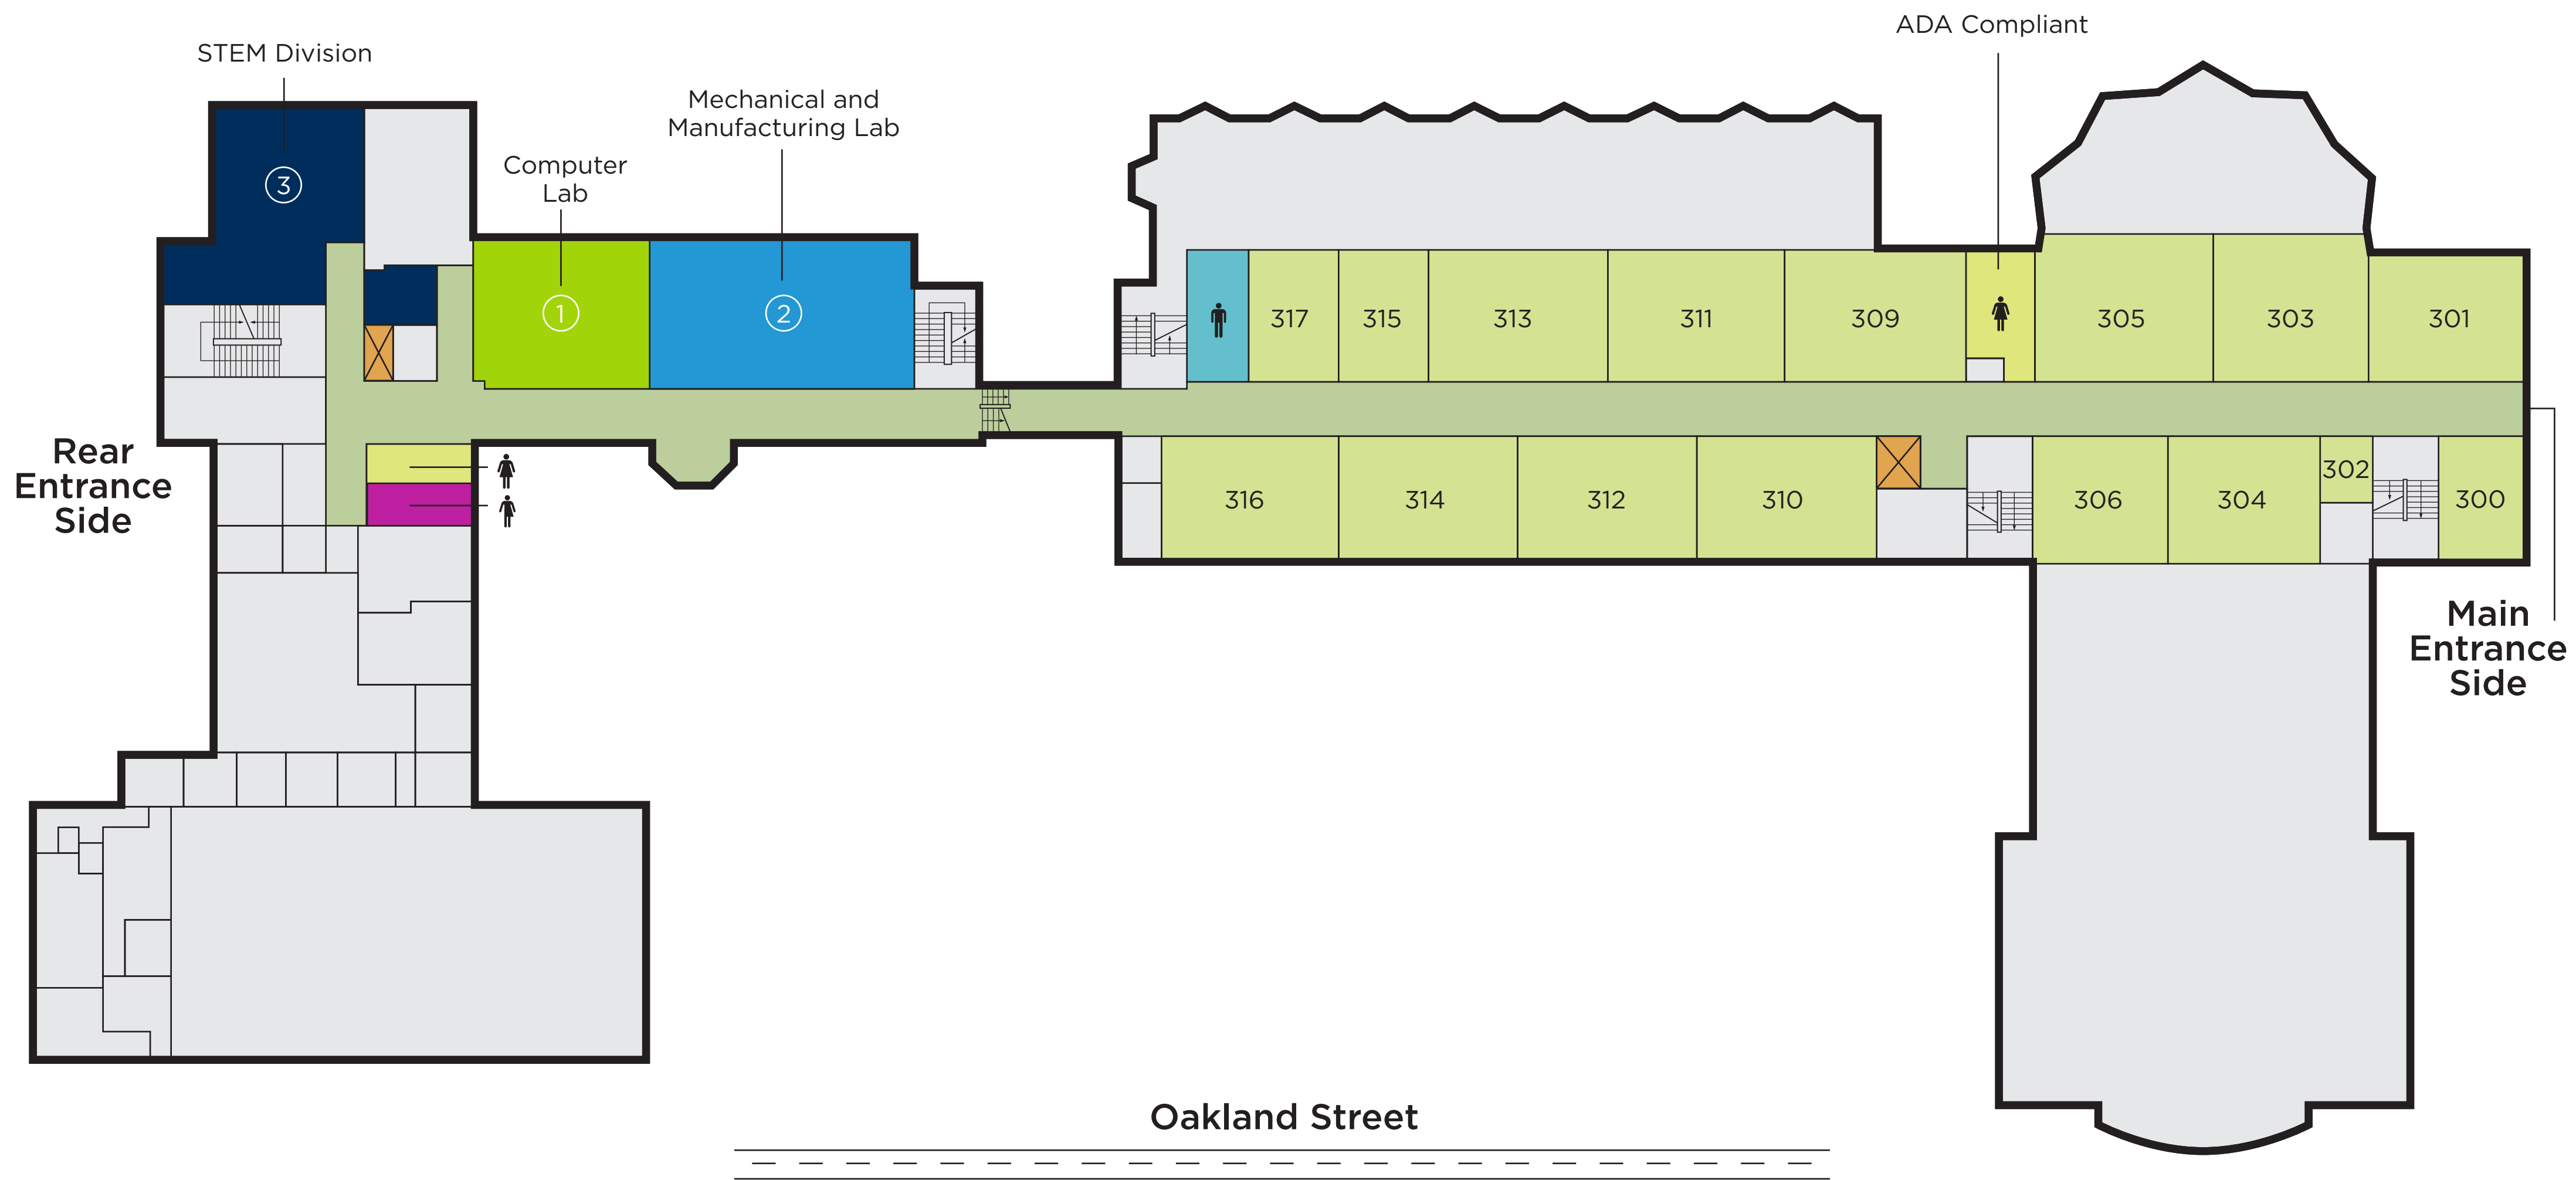 ADA Compliant
STEM Division
Mechanical and
Manufacturing Lab
Computer
Lab
3
1
2
317
315
313
311
309
305
303
301
Rear
Entrance
Side
316
314
312
310
306
304
302
300
Main
Entrance
Side
Oakland Street